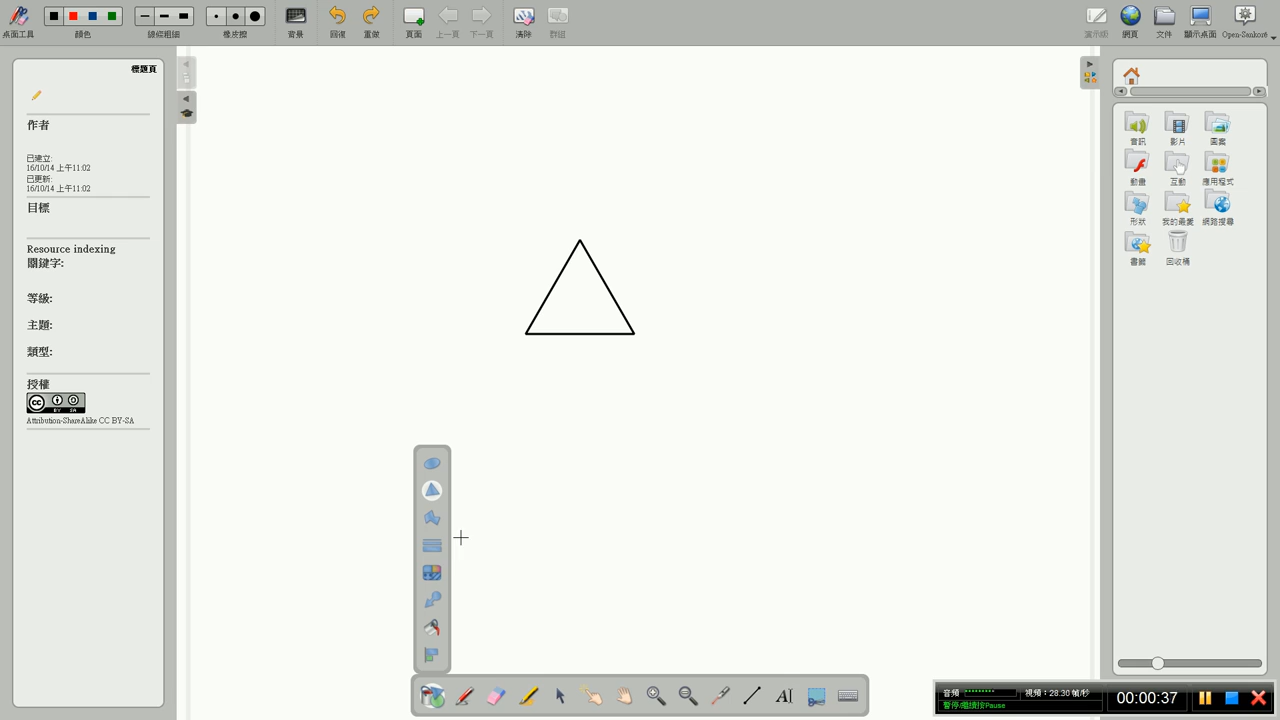 桌面工具
顏色
線條粗細
橡皮擦
背景
回復
重做
頁面
上一頁
下一頁
清除
群組
演示版
網頁
文件
顯示桌面
Open-Sankoré
標題頁
作者
已建立:
16/10/14 上午11:02
已更新:
16/10/14 上午11:02
目標
Resource indexing
關鍵字:
等級:
主題:
類型:
授權
cc BY SA
Attribution-ShareAlike CC BY-SA
音訊
影片
圖案
動畫
互動
應用程式
形狀
我的最愛
網路搜尋
書籤
回收桶
AI
音頻
視頻：28.30 幀/秒
暫停/繼續按Pause
00:00:37